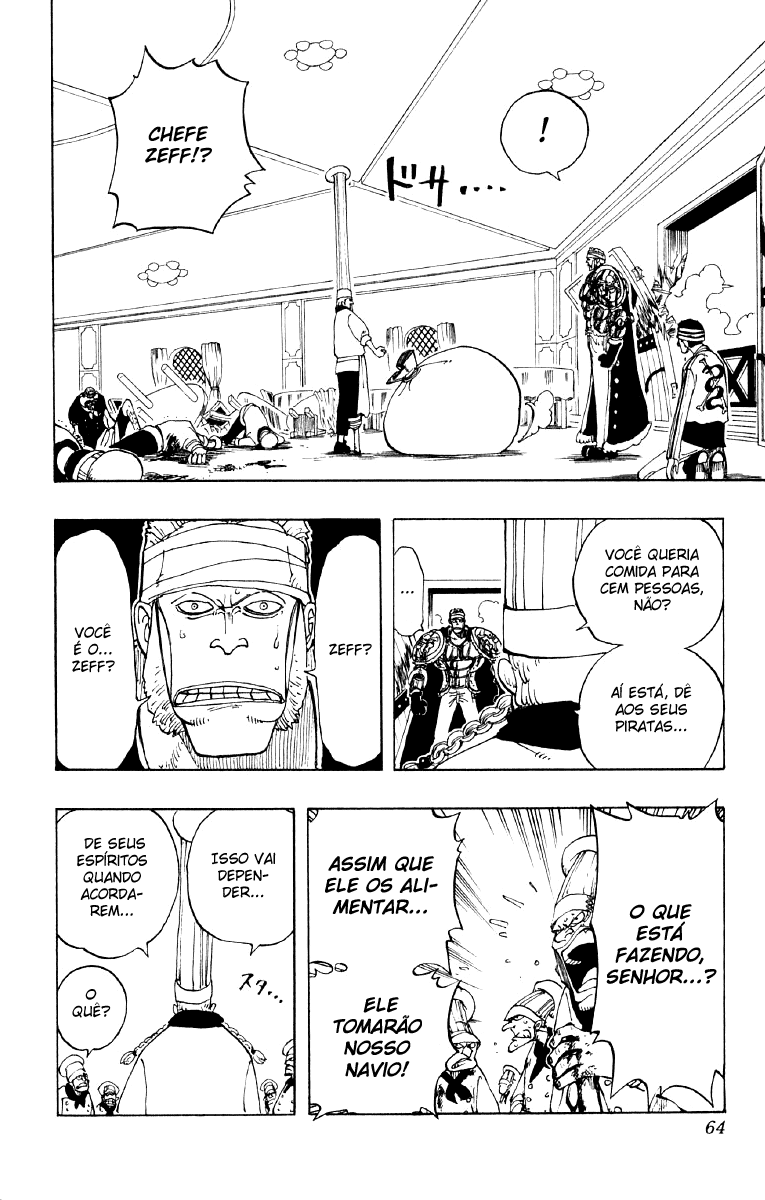 !
ドサ....
CHEFE
ZEFF!?
VOCÊ QUERIA
COMIDA PARA
CEM PESSOAS,
NÃO?
AÍ ESTÁ, DÊ
AOS SEUS
PIRATAS...
...
ZEFF?
VOCÊ
É O...
ZEFF?
O QUE
ESTÁ
FAZENDO,
SENHOR...?
ASSIM QUE
ELE OS ALI-
MENTAR...
ELE
TOMARÃO
NOSSO
NAVIO!
ISSO VAI
DEPEN-
DER...
DE SEUS
ESPÍRITOS
QUANDO
ACORDA-
REM...
スタ...
O
QUÊ?
64